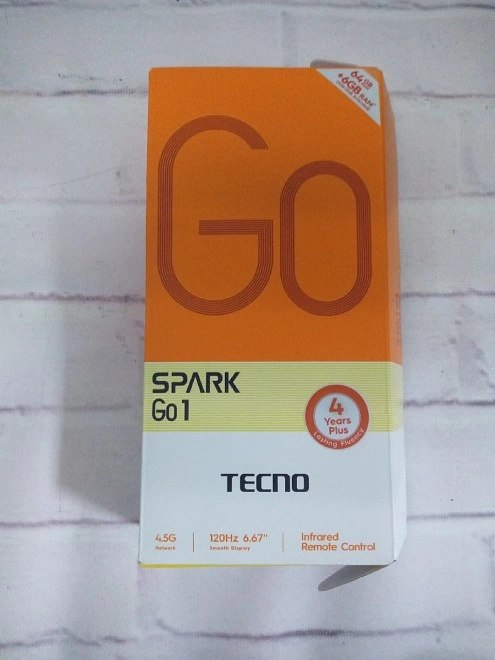 64GB
+6GB RAM*
Go
SPARK
Go 1
4
Years
Plus
Lasting Fluency
TECNO
4.5G
Network
120Hz 6.67"
Smooth Display
Infrared
Remote Control